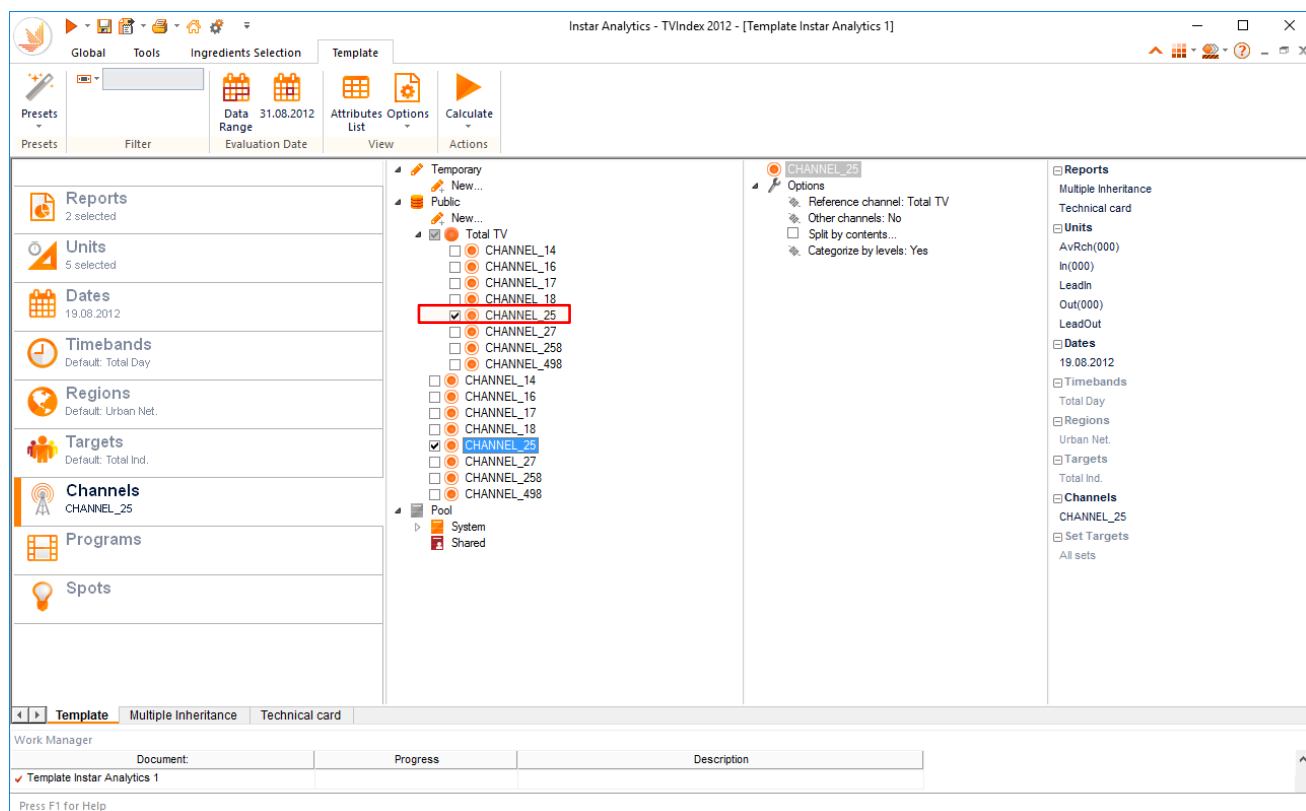 Instar Analytics - TVIndex 2012 - [Template Instar Analytics 1]
Global Tools Ingredients Selection Template
Presets
Data Range
31.08.2012
Attributes List
Options
Calculate
Presets Filter Evaluation Date View Actions
Reports
2 selected
Units
5 selected
Dates
19.08.2012
Timebands
Default: Total Day
Regions
Default: Urban Net.
Targets
Default: Total Ind.
Channels
CHANNEL_25
Programs
Spots
Temporary
New...
Public
New...
Total TV
CHANNEL_14
CHANNEL_16
CHANNEL_17
CHANNEL_18
CHANNEL_25
CHANNEL_27
CHANNEL_258
CHANNEL_498
CHANNEL_14
CHANNEL_16
CHANNEL_17
CHANNEL_18
CHANNEL_25
CHANNEL_27
CHANNEL_258
CHANNEL_498
Pool
System
Shared
CHANNEL_25
Options
Reference channel: Total TV
Other channels: No
Split by contents...
Categorize by levels: Yes
Reports
Multiple Inheritance
Technical card
Units
AvRch(000)
In(000)
LeadIn
Out(000)
LeadOut
Dates
19.08.2012
Timebands
Total Day
Regions
Urban Net.
Targets
Total Ind.
Channels
CHANNEL_25
Set Targets
All sets
Template Multiple Inheritance Technical card
Work Manager
Document: Progress Description
Template Instar Analytics 1
Press F1 for Help